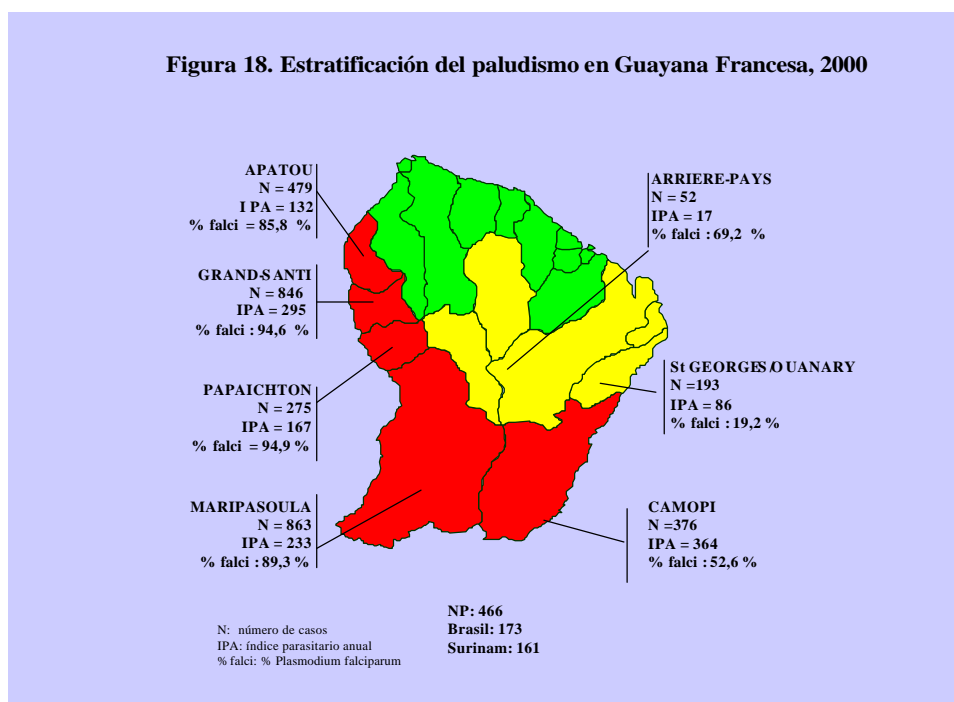 Figura 18. Estratificación del paludismo en Guayana Francesa, 2000
APATOU
N = 479
I PA = 132
% falci = 85,8 %
GRAND-SANTI
N = 846
IPA = 295
% falci : 94,6 %
PAPAICHTON
N = 275
IPA = 167
% falci = 94,9 %
MARIPASOULA
N = 863
IPA = 233
% falci : 89,3 %
ARRIERE-PAYS
N = 52
IPA = 17
% falci : 69,2 %
St GEORGES/OUANARY
N =193
IPA = 86
% falci : 19,2 %
CAMOPI
N =376
IPA = 364
% falci : 52,6 %
NP: 466
Brasil: 173
Surinam: 161
N: número de casos
IPA: índice parasitario anual
% falci: % Plasmodium falciparum